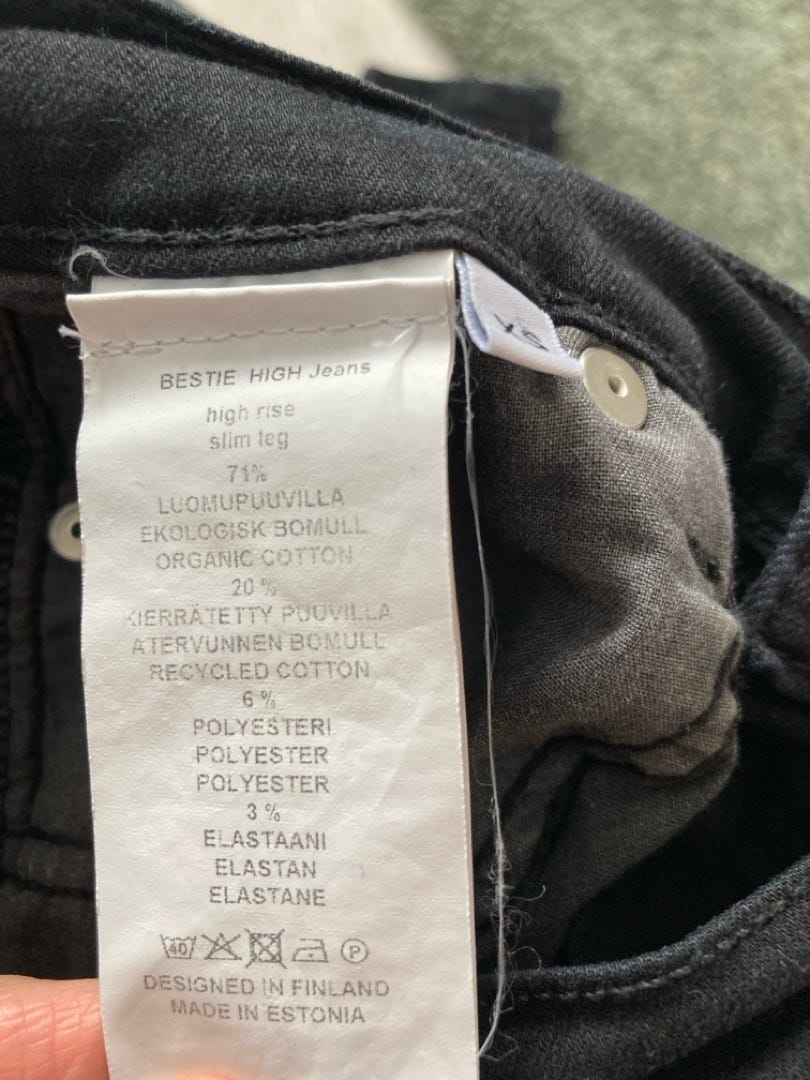 BESTIE HIGH Jeans
high rise
slim leg
71%
LUOMUPUUVILLA
EKOLOGISK BOMULL
ORGANIC COTTON
20 %
KIERRÄTETTY PUUVILLA
ÅTERVUNNEN BOMULL
RECYCLED COTTON
6 %
POLYESTERI
POLYESTER
POLYESTER
3 %
ELASTAANI
ELASTAN
ELASTANE
40 P
DESIGNED IN FINLAND
MADE IN ESTONIA